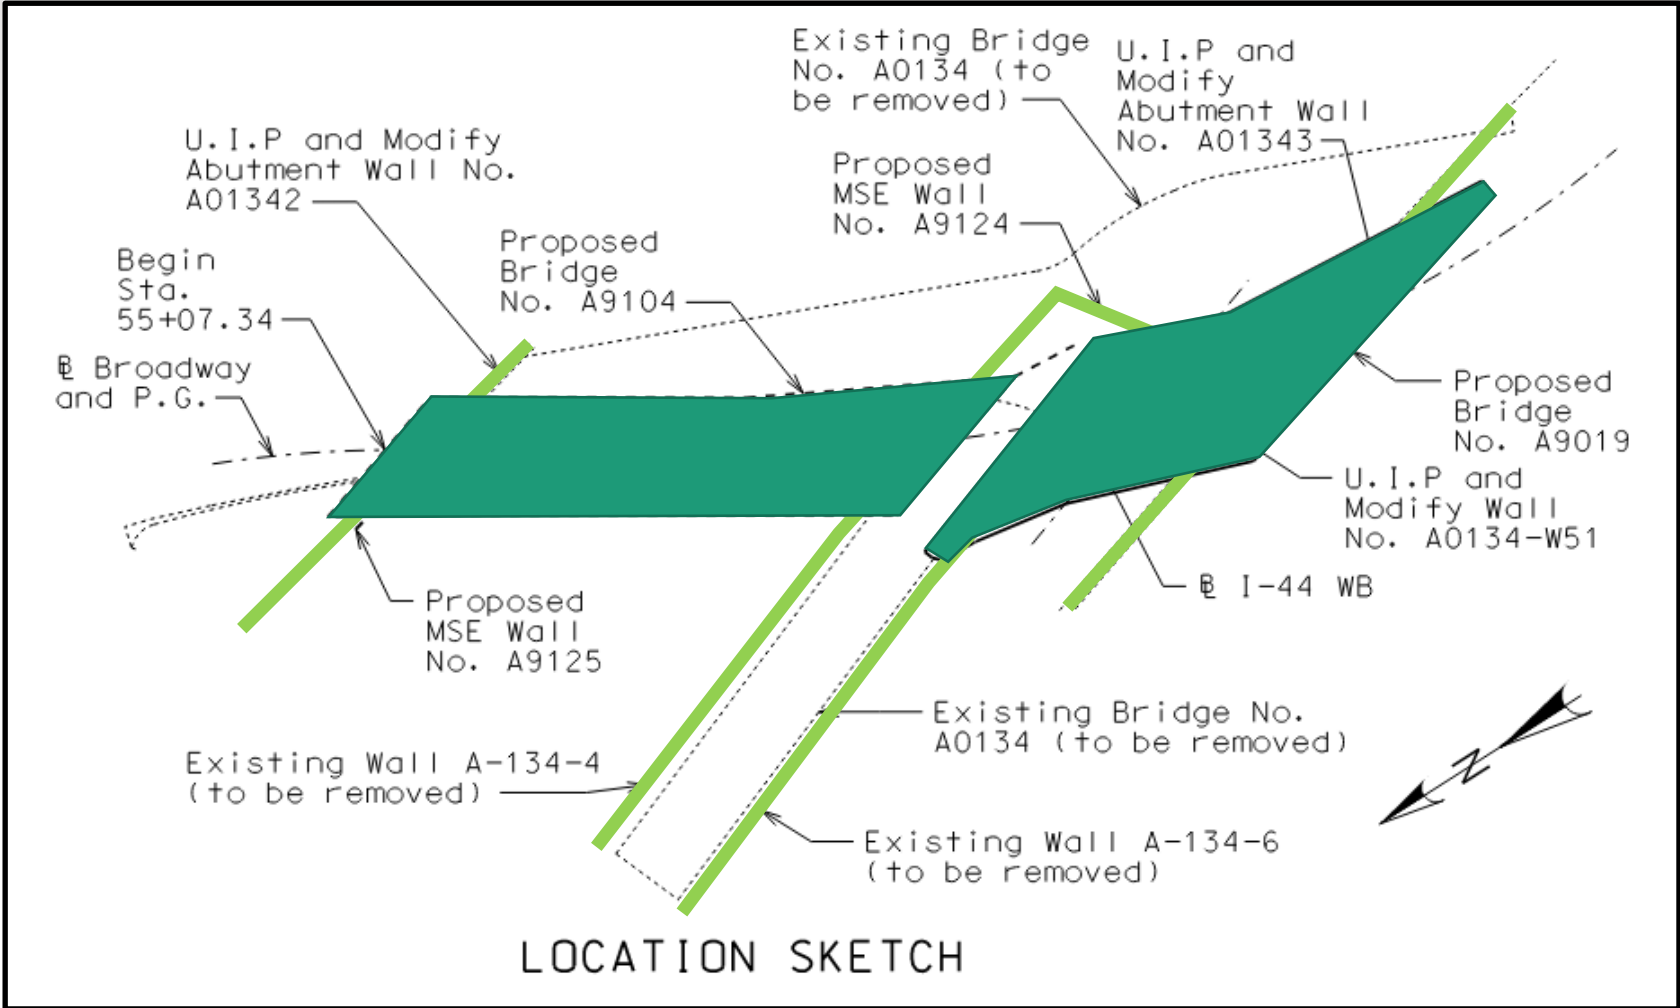 Existing Bridge
No. A0134 (to
be removed)
U.I.P and
Modify
Abutment Wall
No. A01343
U.I.P and Modify
Abutment Wall No.
A01342
Proposed
MSE Wall
No. A9124
Proposed
Bridge
No. A9104
Begin
Sta.
55+07.34
℄ Broadway
and P.G.
Proposed
Bridge
No. A9019
U.I.P and
Modify Wall
No. A0134-W51
℄ I-44 WB
Proposed
MSE Wall
No. A9125
Existing Bridge No.
A0134 (to be removed)
Existing Wall A-134-4
(to be removed)
Existing Wall A-134-6
(to be removed)
N
LOCATION SKETCH